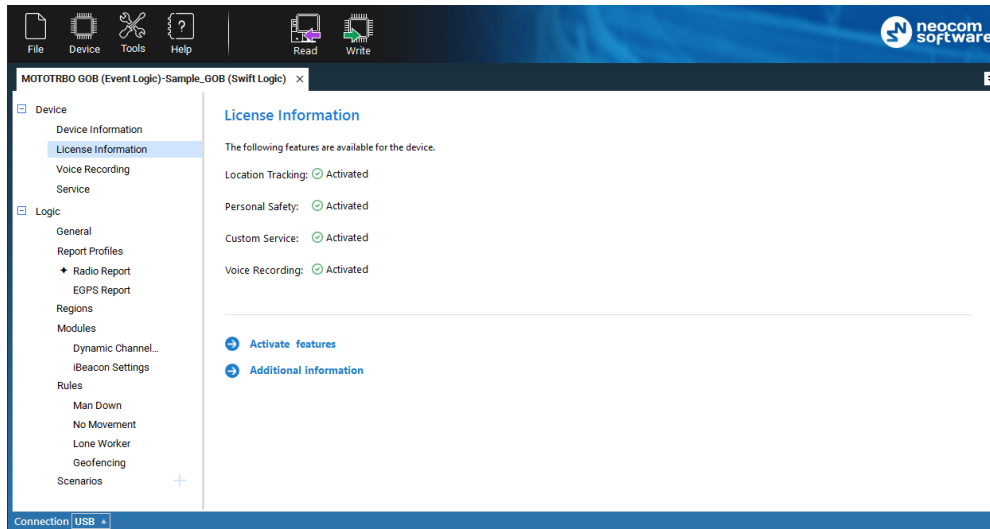 File Device Tools Help Read Write
neocom
software
MOTOTRBO GOB (Event Logic)-Sample_GOB (Swift Logic) ×
Device
Device Information
License Information
Voice Recording
Service
Logic
General
Report Profiles
Radio Report
EGPS Report
Regions
Modules
Dynamic Channel...
iBeacon Settings
Rules
Man Down
No Movement
Lone Worker
Geofencing
Scenarios
License Information
The following features are available for the device.
Location Tracking: Activated
Personal Safety: Activated
Custom Service: Activated
Voice Recording: Activated
Activate features
Additional information
Connection USB